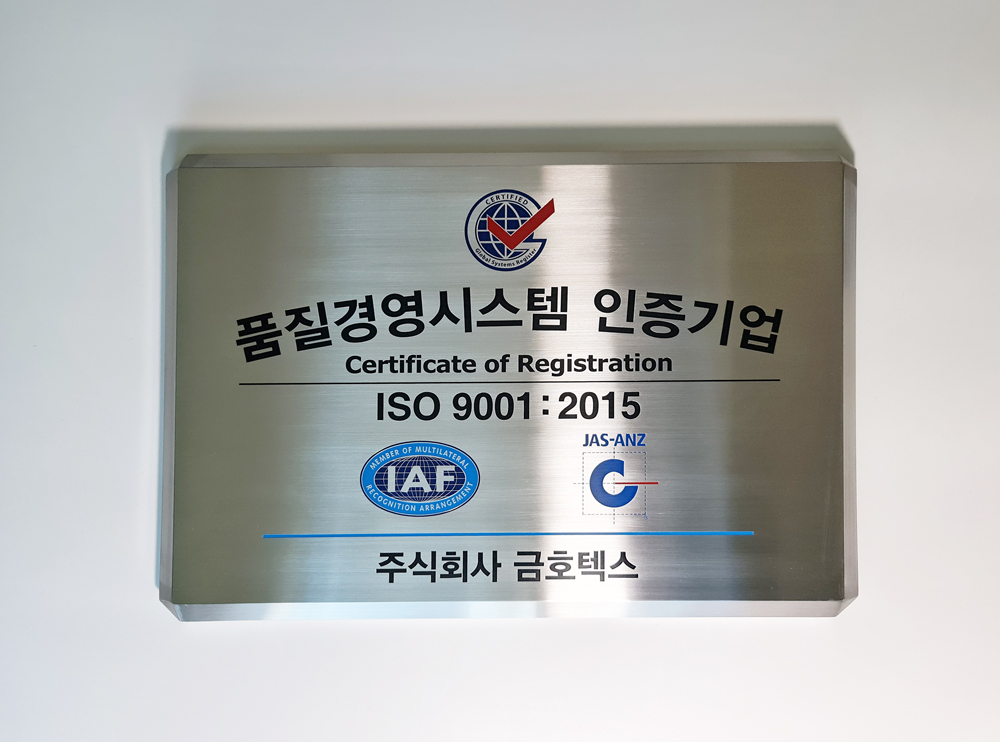 CERTIFIED
Global Systems Register
품질경영시스템 인증기업
Certificate of Registration
ISO 9001:2015
MEMBER OF MULTILATERAL
IAF
RECOGNITION ARRANGEMENT
JAS-ANZ
주식회사 금호텍스